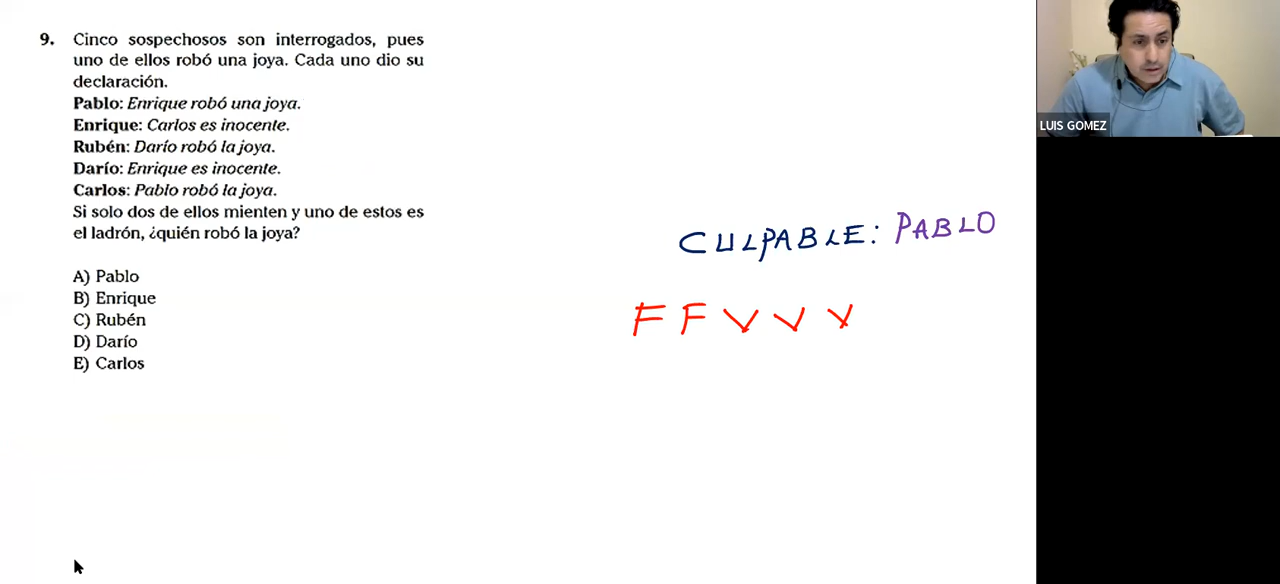 9. Cinco sospechosos son interrogados, pues
uno de ellos robó una joya. Cada uno dio su
declaración.
Pablo: Enrique robó una joya.
Enrique: Carlos es inocente.
Rubén: Darío robó la joya.
Darío: Enrique es inocente.
Carlos: Pablo robó la joya.
Si solo dos de ellos mienten y uno de estos es
el ladrón, ¿quién robó la joya?
A) Pablo
B) Enrique
C) Rubén
D) Darío
E) Carlos
CULPABLE: PABLO
F F V V V
LUIS GOMEZ